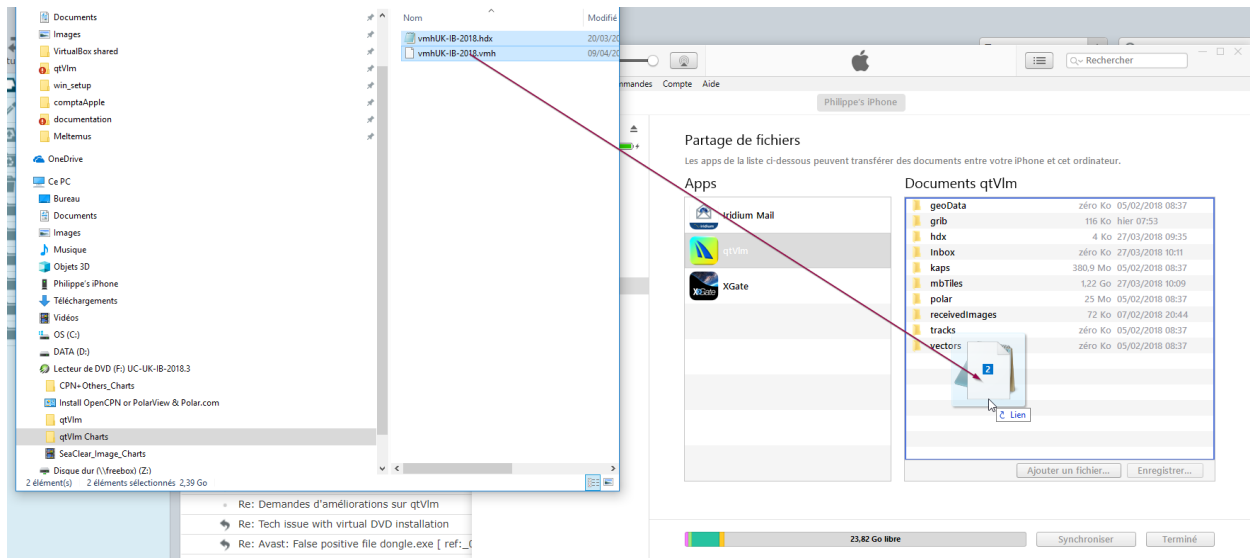 Documents
Images
VirtualBox shared
qtVlm
win_setup
comptaApple
documentation
Meltemus
OneDrive
Ce PC
Bureau
Documents
Images
Musique
Objets 3D
Philippe's iPhone
Téléchargements
Vidéos
OS (C:)
DATA (D:)
Lecteur de DVD (F:) UC-UK-IB-2018.3
CPN+Others_Charts
Install OpenCPN or PolarView & Polar.com
qtVlm
qtVlm Charts
SeaClear_Image_Charts
Disque dur (\\freebox) (Z:)
2 élément(s) 2 éléments sélectionnés 2,39 Go
Nom Modifié
vmhUK-IB-2018.hdx 20/03/20
vmhUK-IB-2018.vmh 09/04/20
Re: Demandes d'améliorations sur qtVlm
Re: Tech issue with virtual DVD installation
Re: Avast: False positive file dongle.exe [ ref:_
Rechercher
Compte Aide
Philippe's iPhone
Partage de fichiers
Les apps de la liste ci-dessous peuvent transférer des documents entre votre iPhone et cet ordinateur.
Apps
Iridium Mail
qtVlm
XGate
Documents qtVlm
geoData zéro Ko 05/02/2018 08:37
grib 116 Ko hier 07:53
hdx 4 Ko 27/03/2018 09:35
Inbox zéro Ko 27/03/2018 10:11
kaps 380,9 Mo 05/02/2018 08:37
mbTiles 1,22 Go 27/03/2018 10:09
polar 25 Mo 05/02/2018 08:37
receivedImages 72 Ko 07/02/2018 20:44
tracks zéro Ko 05/02/2018 08:37
vectors zéro Ko 05/02/2018 08:37
2
Lien
Ajouter un fichier... Enregistrer...
23,82 Go libre
Synchroniser Terminé